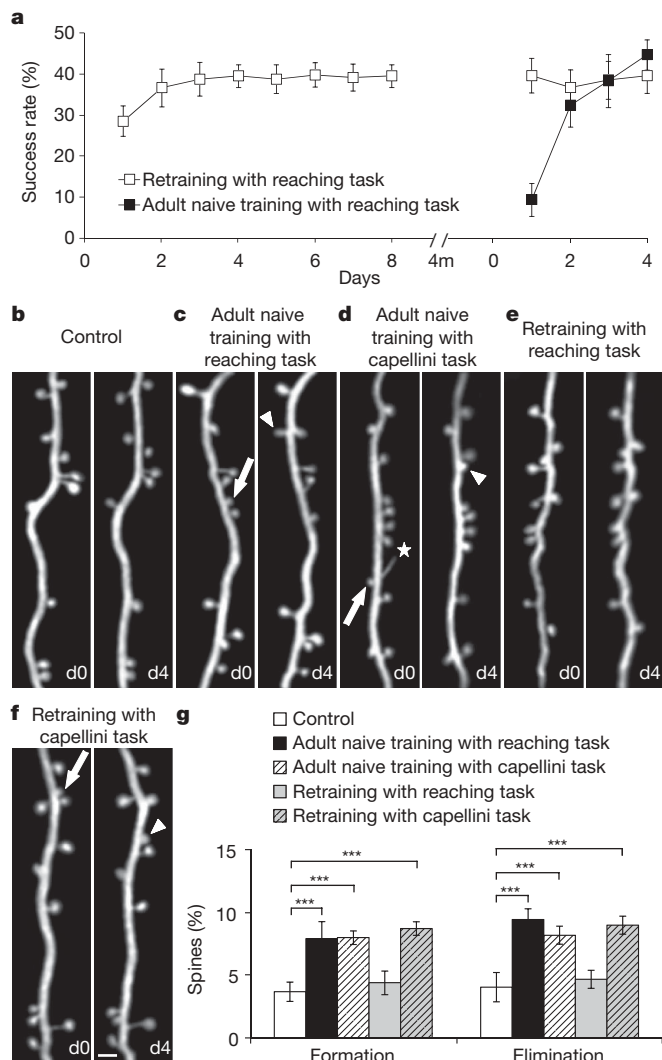 a
50
40
30
20
10
0
Success rate (%)
Retraining with reaching task
Adult naive training with reaching task
0 2 4 6 8 4m 0 2 4
Days
b Control
c Adult naive training with reaching task
d Adult naive training with capellini task
e Retraining with reaching task
d0 d4 d0 d4 d0 d4 d0 d4
f Retraining with capellini task
d0 d4
g
Control
Adult naive training with reaching task
Adult naive training with capellini task
Retraining with reaching task
Retraining with capellini task
15
10
5
0
Spines (%)
*** *** ***
*** *** ***
Formation Elimination